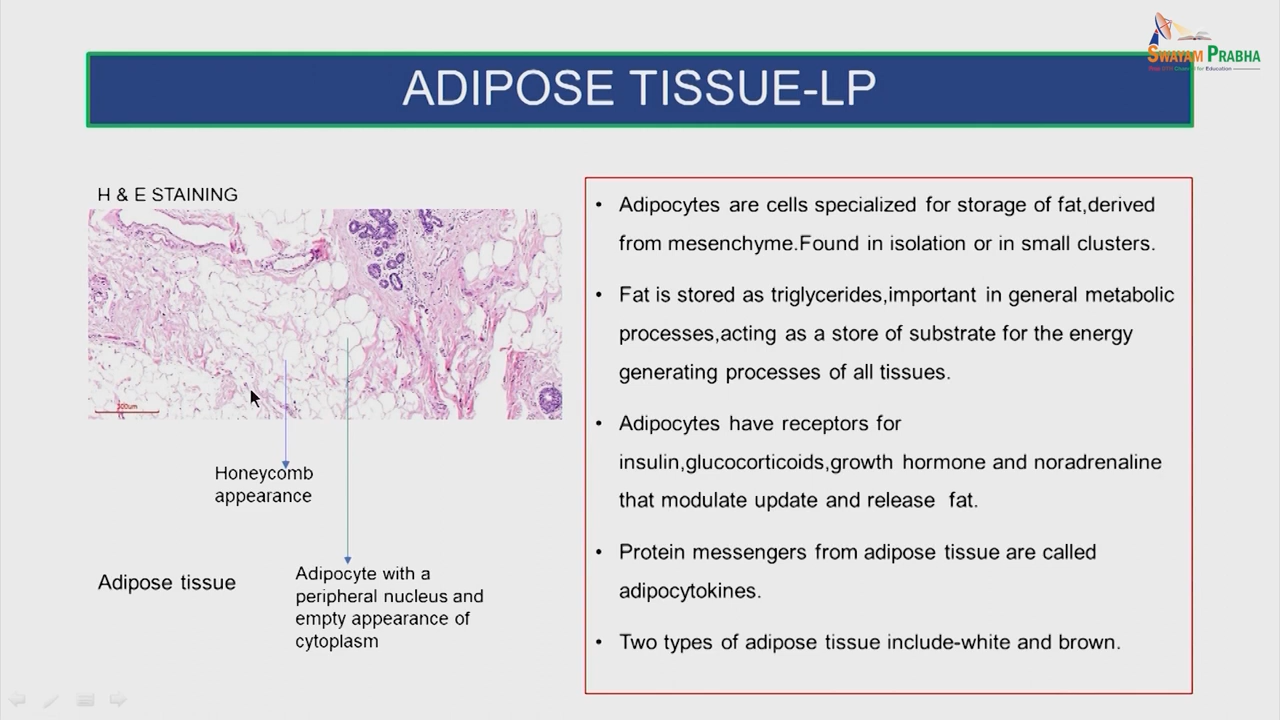 SWAYAM PRABHA
ADIPOSE TISSUE-LP
H & E STAINING
Honeycomb
appearance
Adipose tissue
Adipocyte with a
peripheral nucleus and
empty appearance of
cytoplasm
• Adipocytes are cells specialized for storage of fat,derived
from mesenchyme.Found in isolation or in small clusters.
• Fat is stored as triglycerides,important in general metabolic
processes,acting as a store of substrate for the energy
generating processes of all tissues.
• Adipocytes have receptors for
insulin,glucocorticoids,growth hormone and noradrenaline
that modulate update and release fat.
• Protein messengers from adipose tissue are called
adipocytokines.
• Two types of adipose tissue include-white and brown.